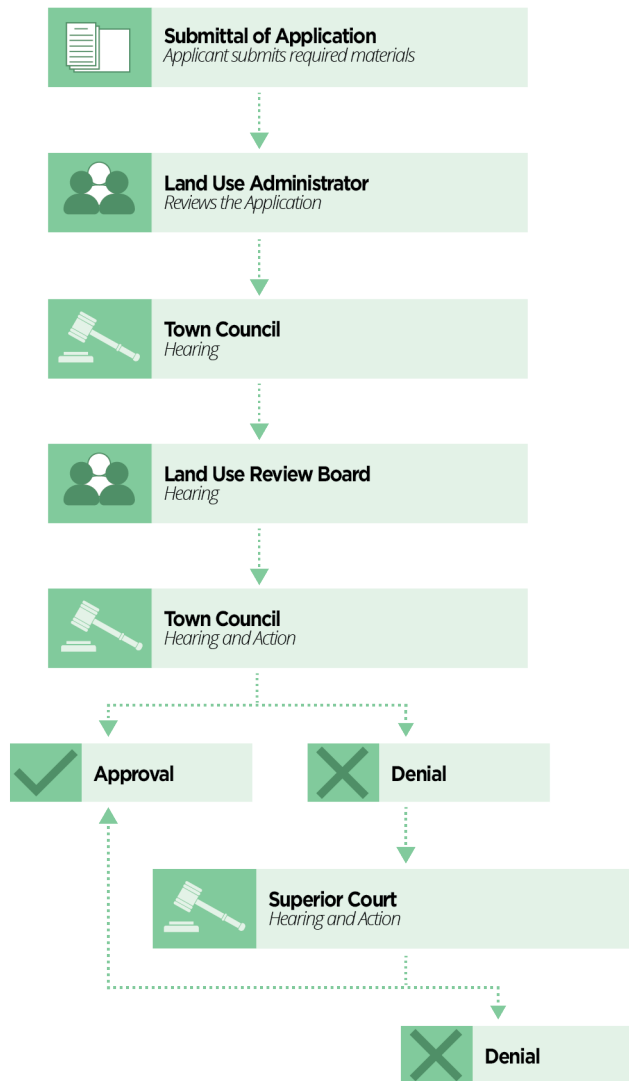 Submittal of Application
Applicant submits required materials
Land Use Administrator
Reviews the Application
Town Council
Hearing
Land Use Review Board
Hearing
Town Council
Hearing and Action
Approval
Denial
Superior Court
Hearing and Action
Denial